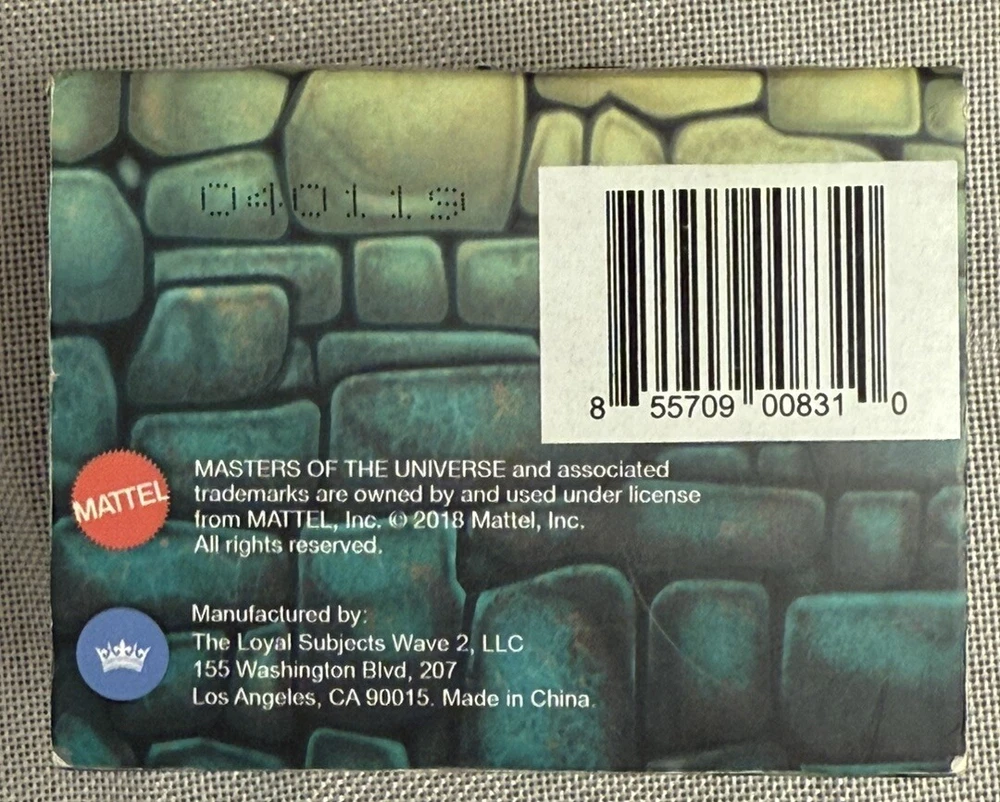 040119
8 55709 00831 0
MATTEL
MASTERS OF THE UNIVERSE and associated
trademarks are owned by and used under license
from MATTEL, Inc. © 2018 Mattel, Inc.
All rights reserved.
Manufactured by:
The Loyal Subjects Wave 2, LLC
155 Washington Blvd, 207
Los Angeles, CA 90015. Made in China.